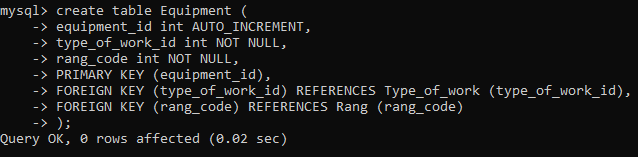 mysql> create table Equipment (
    -> equipment_id int AUTO_INCREMENT,
    -> type_of_work_id int NOT NULL,
    -> rang_code int NOT NULL,
    -> PRIMARY KEY (equipment_id),
    -> FOREIGN KEY (type_of_work_id) REFERENCES Type_of_work (type_of_work_id),
    -> FOREIGN KEY (rang_code) REFERENCES Rang (rang_code)
    -> );
Query OK, 0 rows affected (0.02 sec)